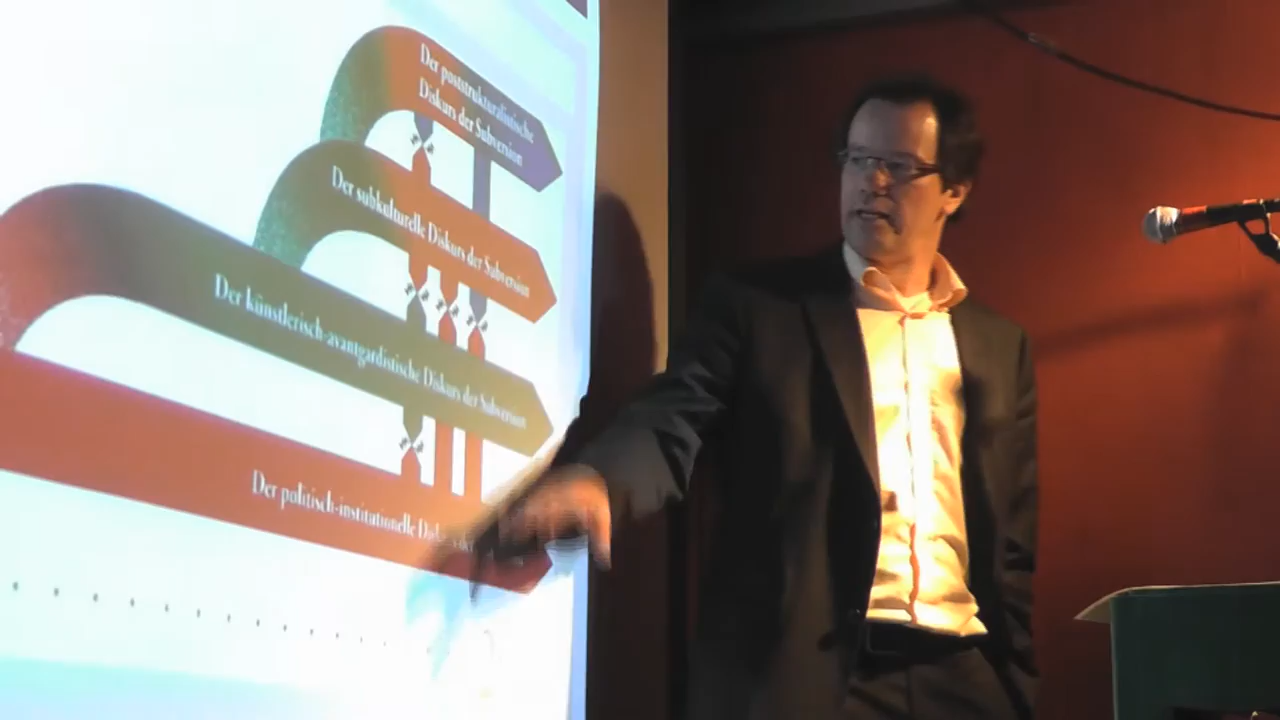 Der poststrukturalistische
Diskurs der Subversion
Der subkulturelle Diskurs der Subversion
Der künstlerisch-avantgardistische Diskurs der Subversion
Der politisch-institutionelle